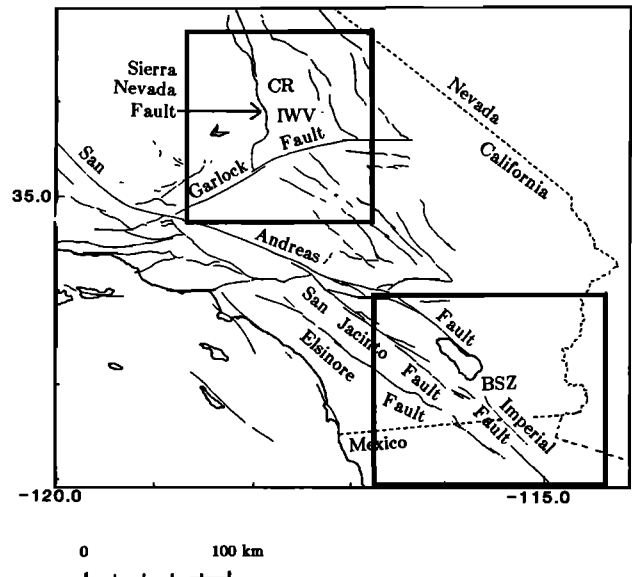 Sierra
Nevada
Fault
CR
IWV
Nevada
California
San
Garlock
Fault
35.0
Andreas
Fault
San
Jacinto
Fault
Elsinore
Fault
BSZ
Imperial
Fault
Mexico
-120.0
-115.0
0
100 km